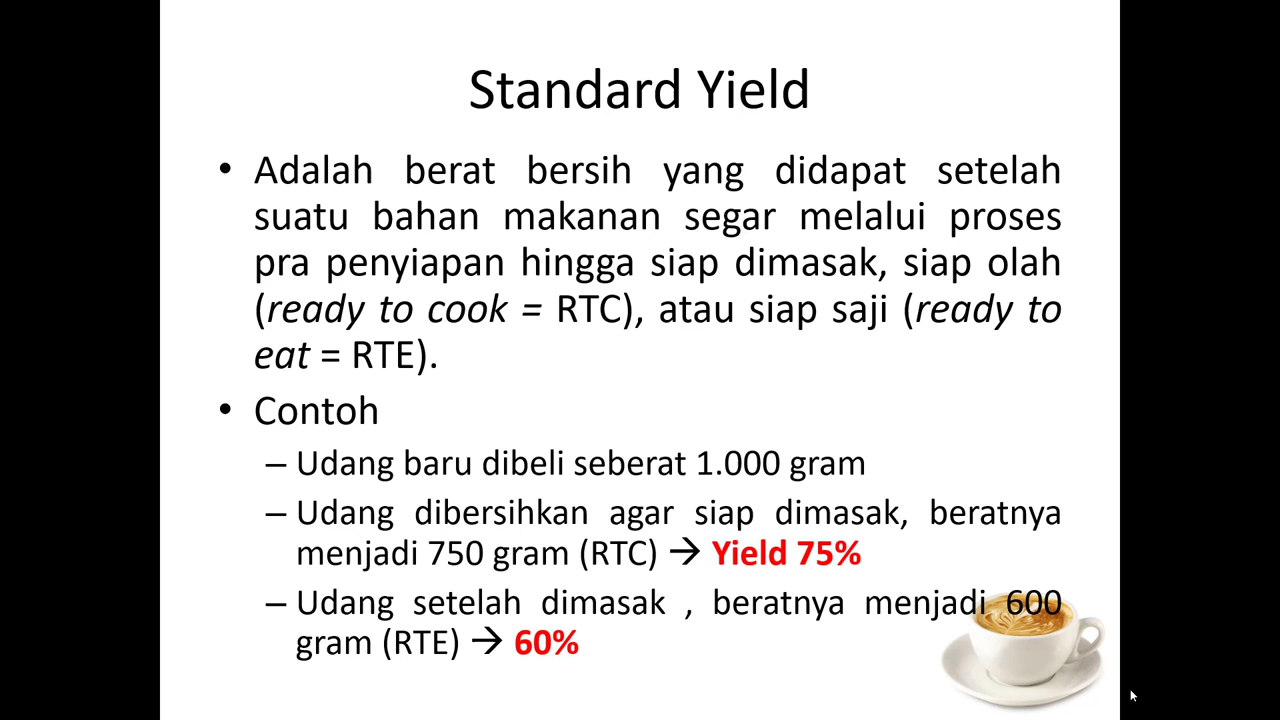 Standard Yield
• Adalah berat bersih yang didapat setelah
suatu bahan makanan segar melalui proses
pra penyiapan hingga siap dimasak, siap olah
(ready to cook = RTC), atau siap saji (ready to
eat = RTE).
• Contoh
– Udang baru dibeli seberat 1.000 gram
– Udang dibersihkan agar siap dimasak, beratnya
menjadi 750 gram (RTC) → Yield 75%
– Udang setelah dimasak , beratnya menjadi 600
gram (RTE) → 60%